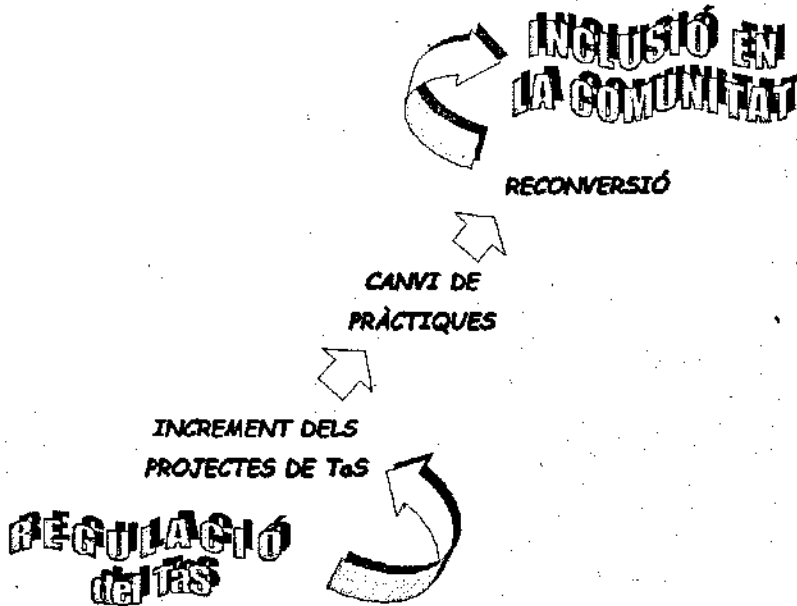 INCLUSIÓ EN
LA COMUNITAT
RECONVERSIÓ
CANVI DE
PRÀCTIQUES
INCREMENT DELS
PROJECTES DE TaS
REGULACIÓ
del TaS